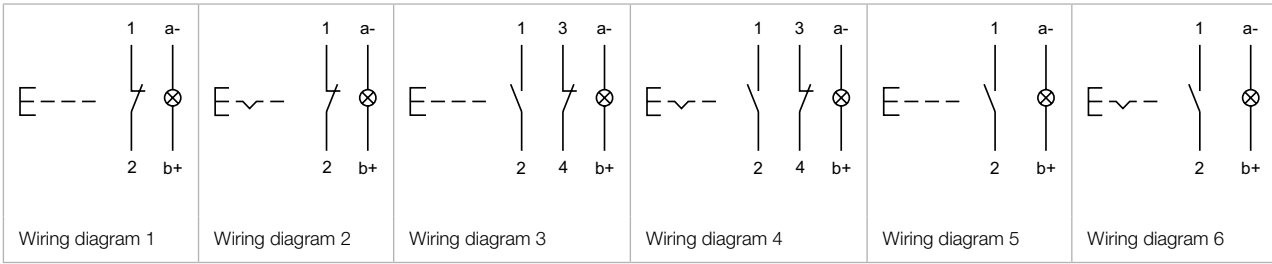 1 a-
2 b+
Wiring diagram 1
1 a-
2 b+
Wiring diagram 2
1 3 a-
2 4 b+
Wiring diagram 3
1 3 a-
2 4 b+
Wiring diagram 4
1 a-
2 b+
Wiring diagram 5
1 a-
2 b+
Wiring diagram 6